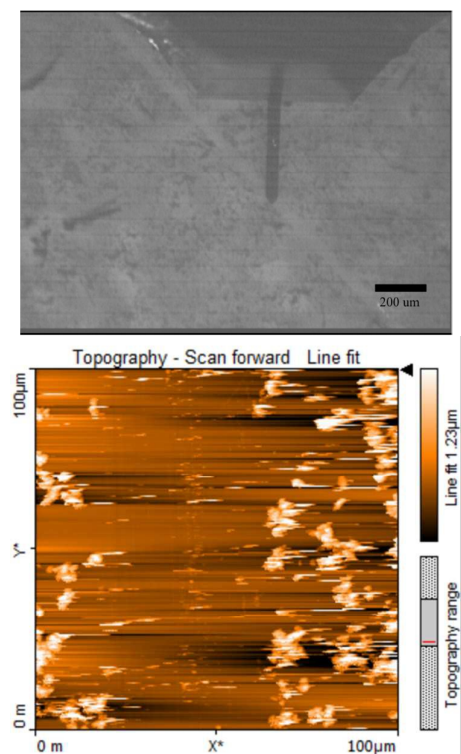 200 um
Topography - Scan forward Line fit
100µm
Y*
0 m
0 m
X*
100µm
Line fit 1.23µm
Topography range